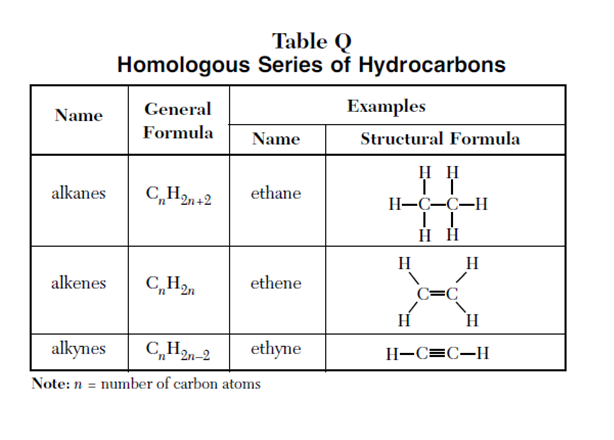 Table Q
Homologous Series of Hydrocarbons
Name
General Formula
Examples
Name
Structural Formula
alkanes
CₙH₂ₙ₊₂
ethane
H H
H–C–C–H
H H
alkenes
CₙH₂ₙ
ethene
H H
C=C
H H
alkynes
CₙH₂ₙ₋₂
ethyne
H–C≡C–H
Note: n = number of carbon atoms